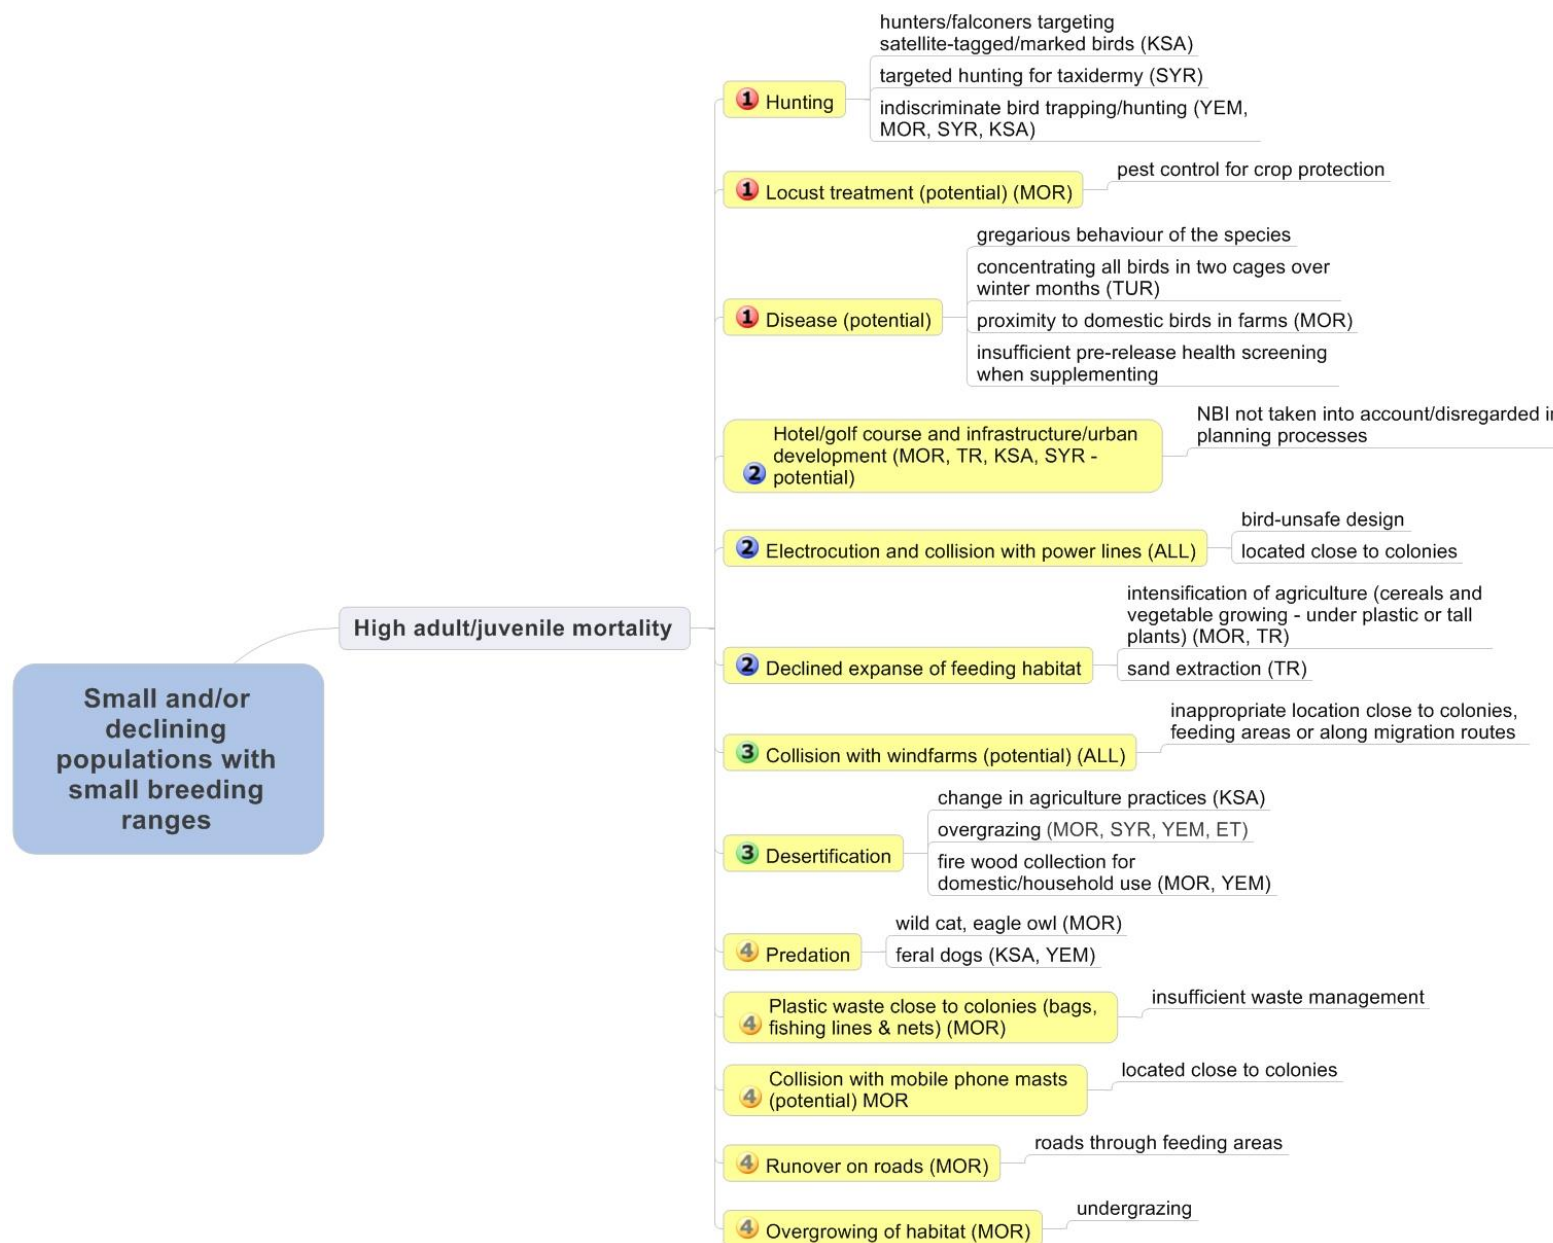 Small and/or
declining
populations with
small breeding
ranges
High adult/juvenile mortality
1 Hunting
hunters/falconers targeting
satellite-tagged/marked birds (KSA)
targeted hunting for taxidermy (SYR)
indiscriminate bird trapping/hunting (YEM,
MOR, SYR, KSA)
1 Locust treatment (potential) (MOR)
pest control for crop protection
1 Disease (potential)
gregarious behaviour of the species
concentrating all birds in two cages over
winter months (TUR)
proximity to domestic birds in farms (MOR)
insufficient pre-release health screening
when supplementing
Hotel/golf course and infrastructure/urban
development (MOR, TR, KSA, SYR -
2 potential)
NBI not taken into account/disregarded
planning processes
2 Electrocution and collision with power lines (ALL)
bird-unsafe design
located close to colonies
2 Declined expanse of feeding habitat
intensification of agriculture (cereals and
vegetable growing - under plastic or tall
plants) (MOR, TR)
sand extraction (TR)
3 Collision with windfarms (potential) (ALL)
inappropriate location close to colonies,
feeding areas or along migration routes
3 Desertification
change in agriculture practices (KSA)
overgrazing (MOR, SYR, YEM, ET)
fire wood collection for
domestic/household use (MOR, YEM)
4 Predation
wild cat, eagle owl (MOR)
feral dogs (KSA, YEM)
Plastic waste close to colonies (bags,
4 fishing lines & nets) (MOR)
insufficient waste management
Collision with mobile phone masts
4 (potential) MOR
located close to colonies
4 Runover on roads (MOR)
roads through feeding areas
4 Overgrowing of habitat (MOR)
undergrazing